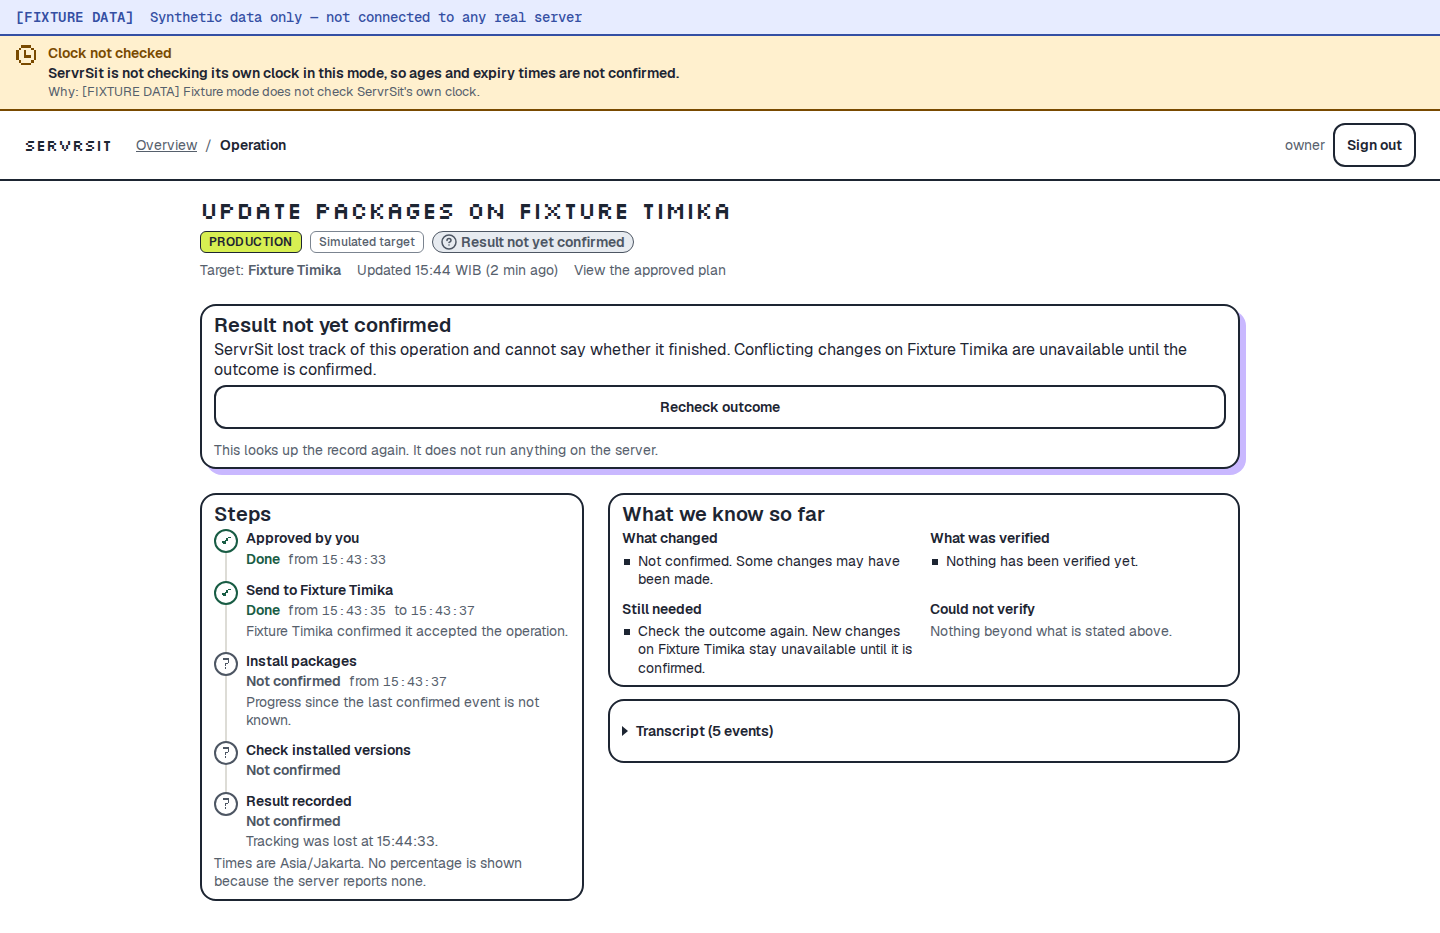 [FIXTURE DATA] Synthetic data only — not connected to any real server
Clock not checked
ServrSit is not checking its own clock in this mode, so ages and expiry times are not confirmed.
Why: [FIXTURE DATA] Fixture mode does not check ServrSit's own clock.
SERVRSIT
Overview / Operation
owner
Sign out
UPDATE PACKAGES ON FIXTURE TIMIKA
PRODUCTION
Simulated target
Result not yet confirmed
Target: Fixture Timika
Updated 15:44 WIB (2 min ago)
View the approved plan
Result not yet confirmed
ServrSit lost track of this operation and cannot say whether it finished. Conflicting changes on Fixture Timika are unavailable until the
outcome is confirmed.
Recheck outcome
This looks up the record again. It does not run anything on the server.
Steps
Approved by you
Done from 15:43:33
Send to Fixture Timika
Done from 15:43:35 to 15:43:37
Fixture Timika confirmed it accepted the operation.
Install packages
Not confirmed from 15:43:37
Progress since the last confirmed event is not
known.
Check installed versions
Not confirmed
Result recorded
Not confirmed
Tracking was lost at 15:44:33.
Times are Asia/Jakarta. No percentage is shown
because the server reports none.
What we know so far
What changed
Not confirmed. Some changes may have
been made.
What was verified
Nothing has been verified yet.
Still needed
Check the outcome again. New changes
on Fixture Timika stay unavailable until it is
confirmed.
Could not verify
Nothing beyond what is stated above.
Transcript (5 events)